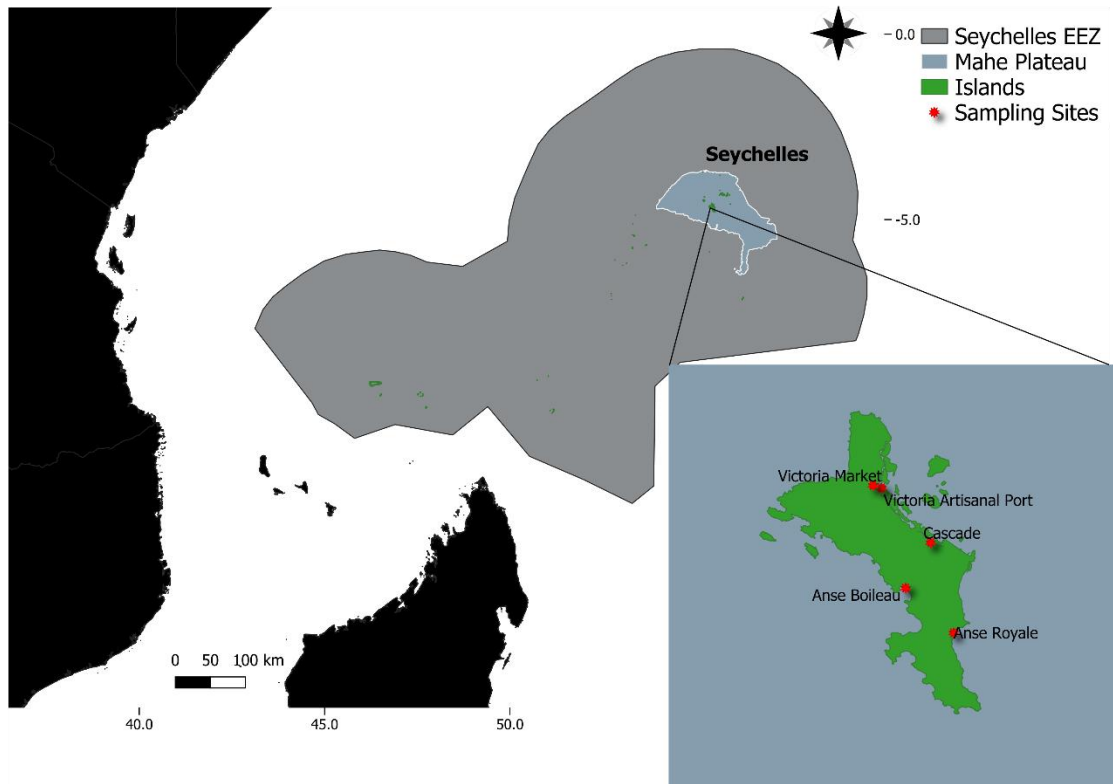 0.0
Seychelles EEZ
Mahe Plateau
Islands
Sampling Sites
Seychelles
-5.0
Victoria Market
Victoria Artisanal Port
Cascade
Anse Boileau
Anse Royale
0 50 100 km
40.0 45.0 50.0